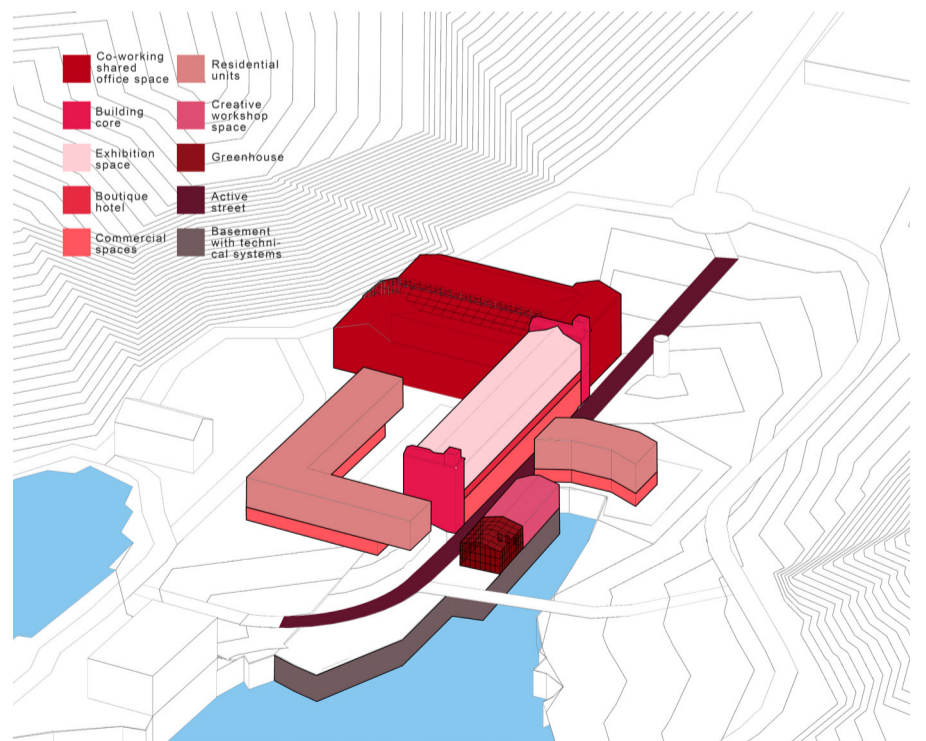 Co-working
shared
office space
Building
core
Exhibition
space
Boutique
hotel
Commercial
spaces
Residential
units
Creative
workshop
space
Greenhouse
Active
street
Basement
with techni-
cal systems